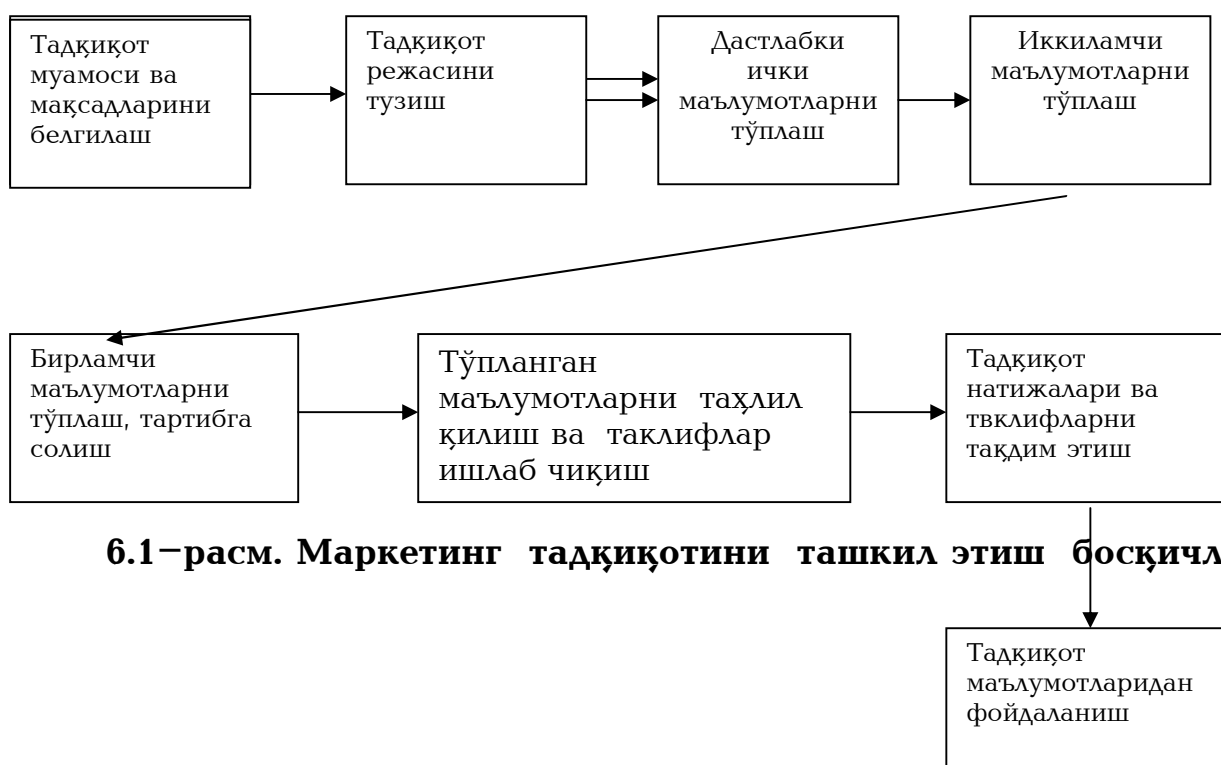 Тадқиқот
муамоси ва
мақсадларини
белгилаш
Тадқиқот
режасини
тузиш
Дастлабки
ички
маълумотларни
тўплаш
Иккиламчи
маълумотларни
тўплаш
Бирламчи
маълумотларни
тўплаш, тартибга
солиш
Тўпланган
маълумотларни таҳлил
қилиш ва таклифлар
ишлаб чиқиш
Тадқиқот
натижалари ва
твклифларни
тақдим этиш
6.1–расм. Маркетинг тадқиқотини ташкил этиш босқичл
Тадқиқот
маълумотларидан
фойдаланиш